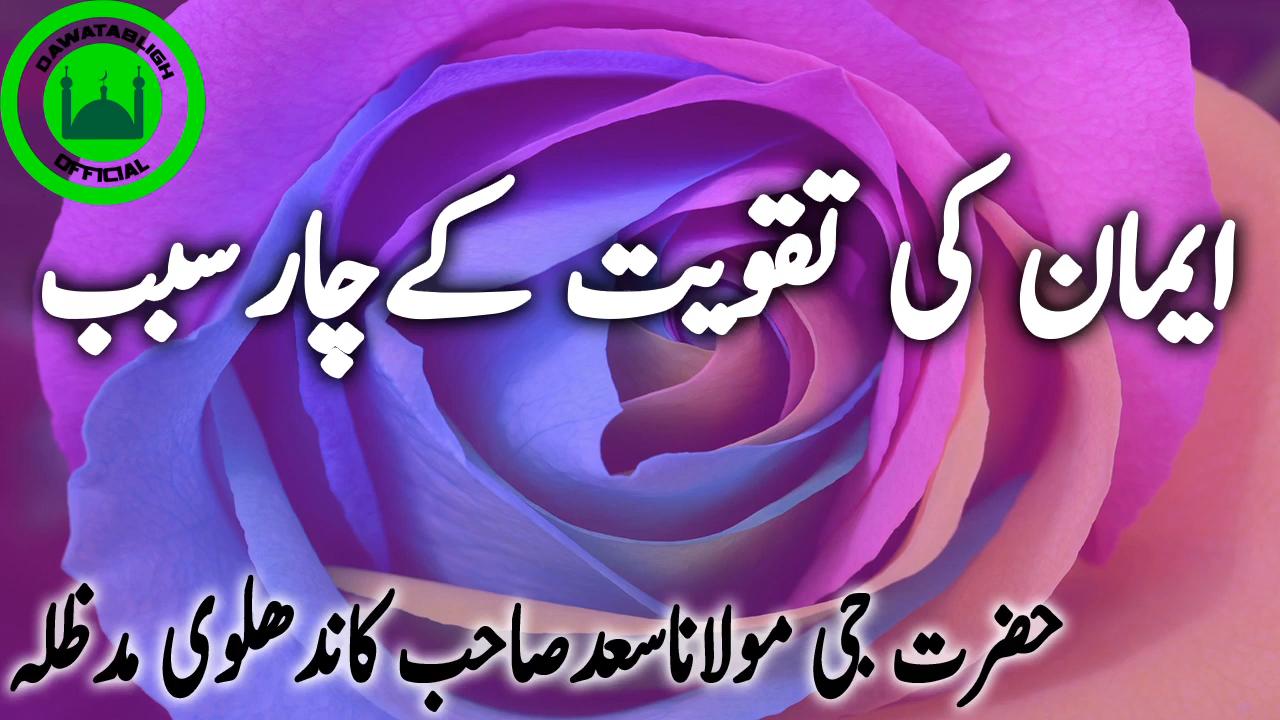 DAWATABLIGH
OFFICIAL
ایمان کی تقویت کے چار سبب
حضرت جی مولانا سعد صاحب کاندھلوی مدظلہ